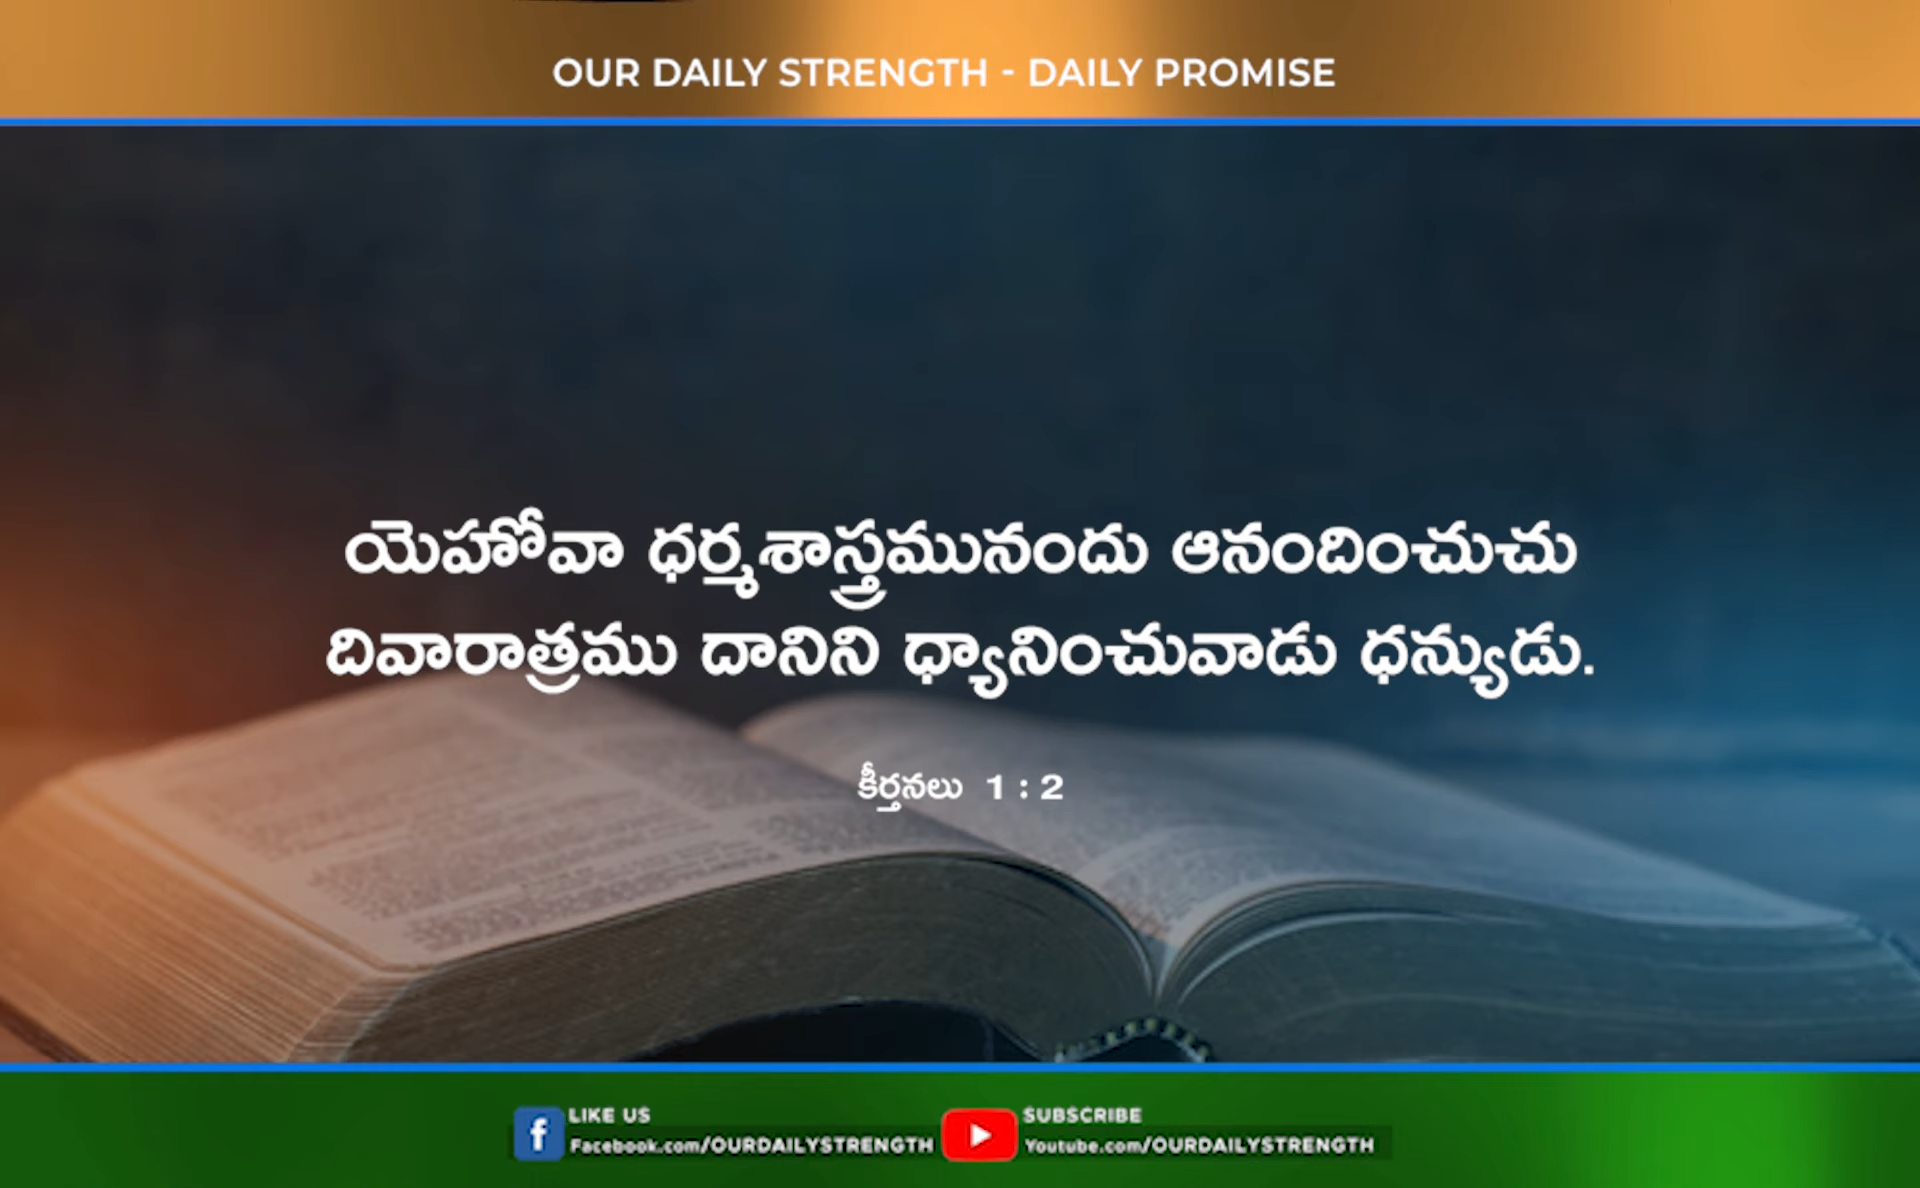 OUR DAILY STRENGTH - DAILY PROMISE
యెహోవా ధర్మశాస్త్రమునందు ఆనందించుచు
దివారాత్రము దానిని ధ్యానించువాడు ధన్యుడు.
కీర్తనలు 1 : 2
LIKE US
Facebook.com/OURDAILYSTRENGTH
SUBSCRIBE
Youtube.com/OURDAILYSTRENGTH